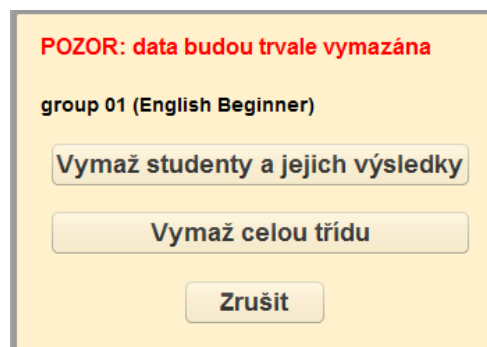 POZOR: data budou trvale vymazána
group 01 (English Beginner)
Vymaž studenty a jejich výsledky
Vymaž celou třídu
Zrušit